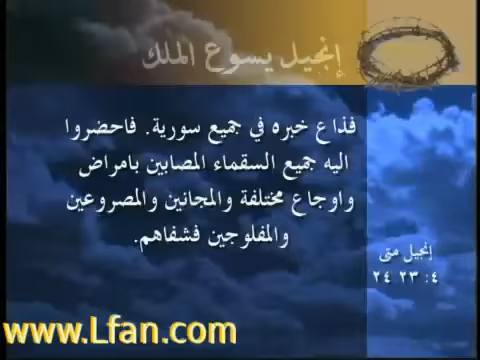 إنجيل يسوع الملك
فذاع خبره في جميع سورية. فاحضروا
اليه جميع السقماء المصابين بامراض
واوجاع مختلفة والمجانين والمصروعين
والمفلوجين فشفاهم.
إنجيل متى
٤: ٢٣ ٢٤
www.Lfan.com